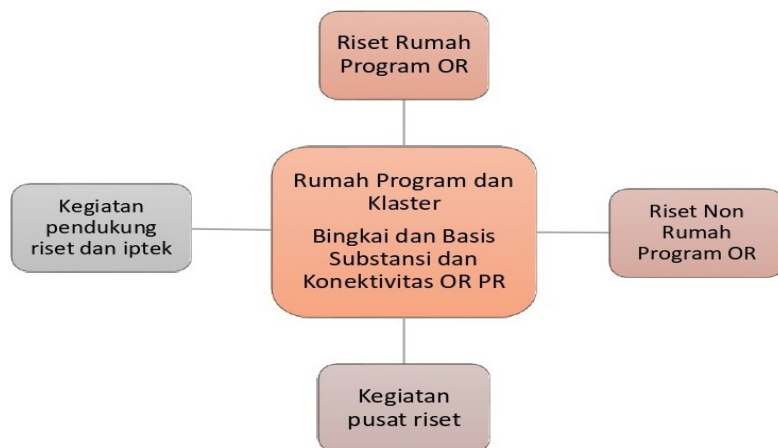 Riset Rumah
Program OR
Rumah Program dan
Klaster
Bingkai dan Basis
Substansi dan
Konektivitas OR PR
Kegiatan
pendukung
riset dan iptek
Riset Non
Rumah
Program OR
Kegiatan
pusat riset